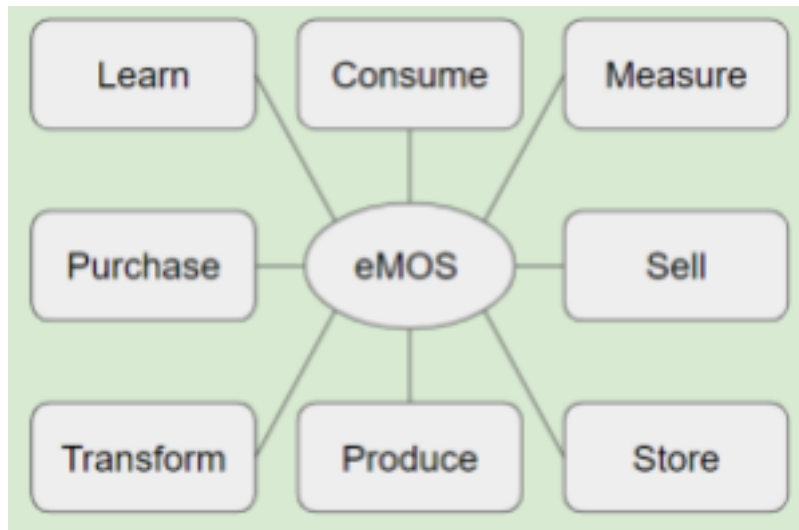 Learn
Consume
Measure
Purchase
eMOS
Sell
Transform
Produce
Store